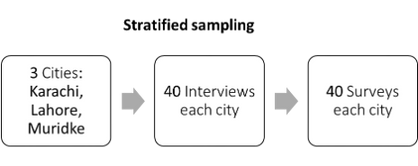 Stratified sampling
3 Cities:
Karachi,
Lahore,
Muridke
40 Interviews
each city
40 Surveys
each city